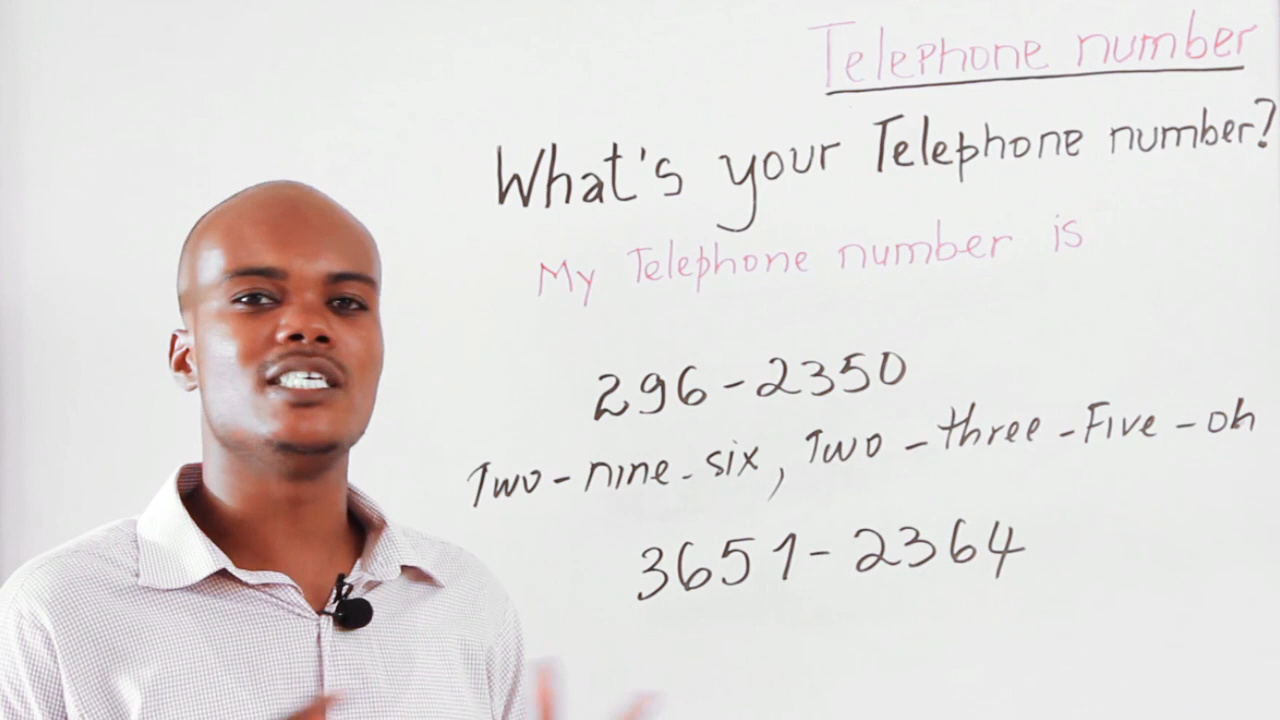 Telephone number
What's your Telephone number?
My Telephone number is
296-2350
Two-nine-six, Two-three-Five-oh
3651-2364